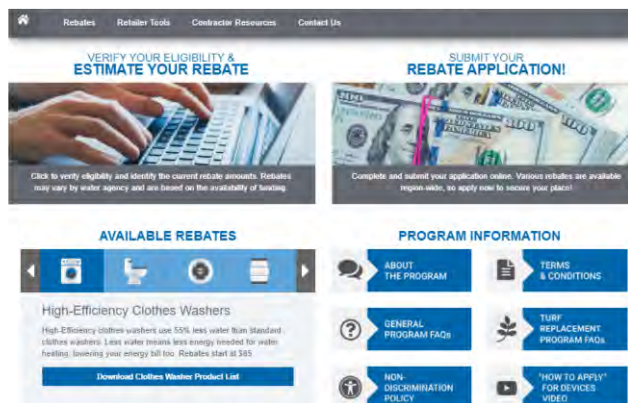 Rebates Retailer Tools Contractor Resources Contact Us
VERIFY YOUR ELIGIBILITY &
ESTIMATE YOUR REBATE
Click to verify eligibility and identify the current rebate amounts. Rebates
may vary by water agency and are based on the availability of funding.
SUBMIT YOUR
REBATE APPLICATION!
Complete and submit your application online. Various rebates are available
region-wide, so apply now to secure your place!
AVAILABLE REBATES
High-Efficiency Clothes Washers
High-Efficiency clothes washers use 55% less water than standard
clothes washers. Less water means less energy needed for water
heating, lowering your energy bill too. Rebates start at $85.
Download Clothes Washer Product List
PROGRAM INFORMATION
ABOUT
THE PROGRAM
TERMS
& CONDITIONS
GENERAL
PROGRAM FAQs
TURF
REPLACEMENT
PROGRAM FAQs
NON-
DISCRIMINATION
POLICY
"HOW TO APPLY"
FOR DEVICES
VIDEO